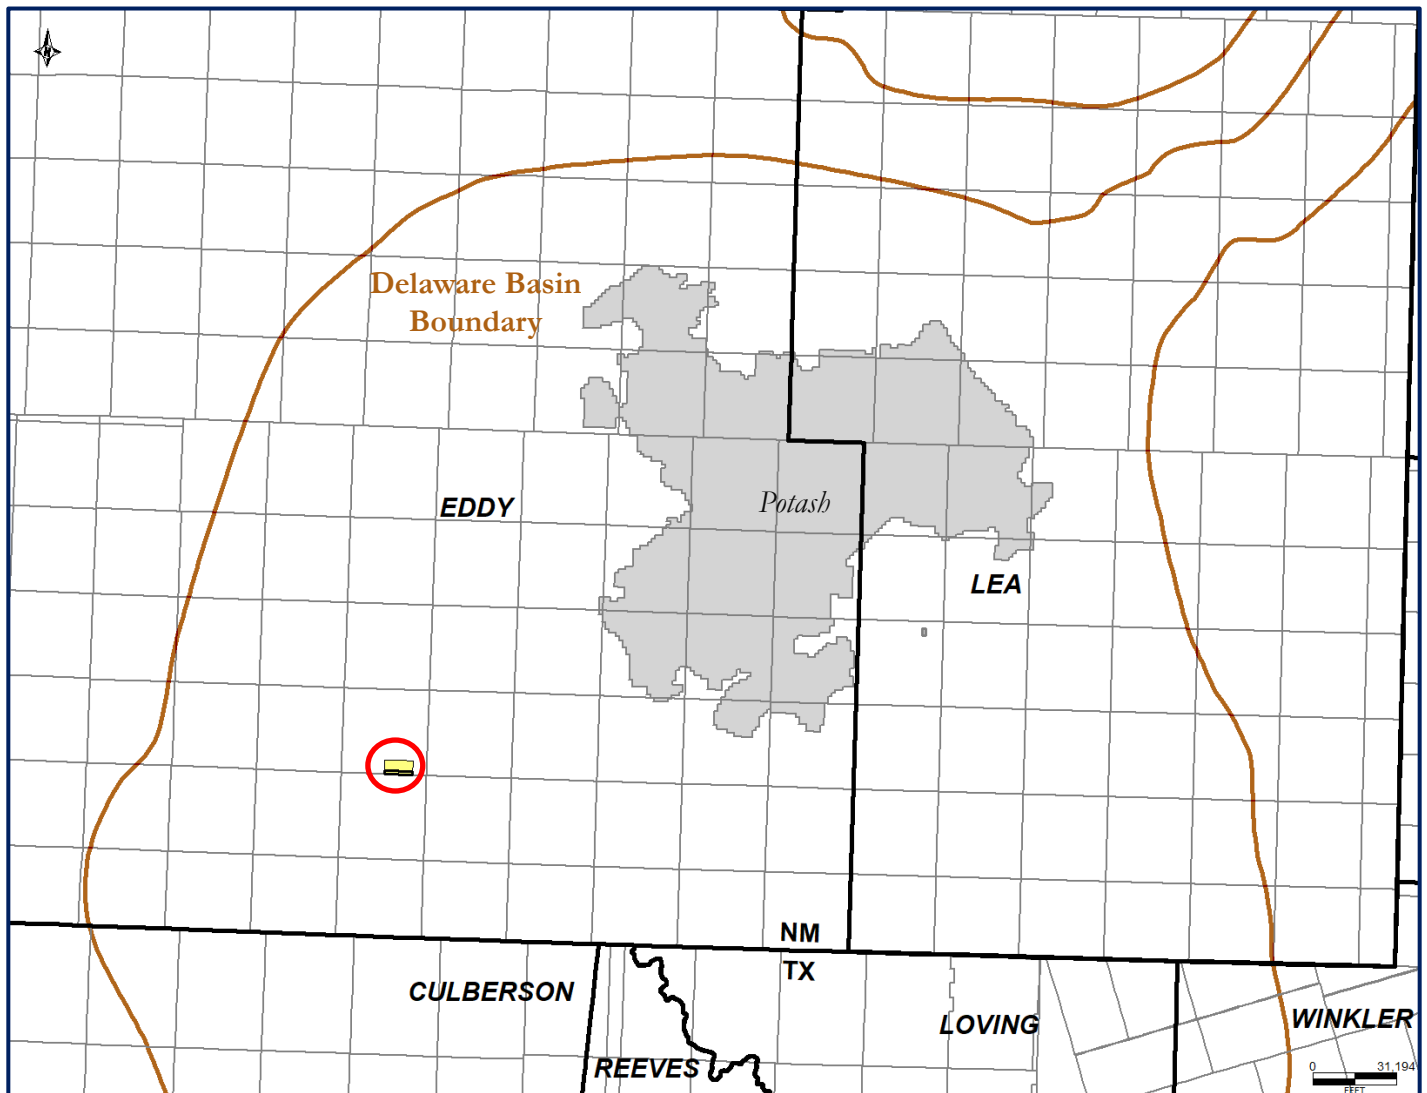 N
Delaware Basin
Boundary
EDDY
Potash
LEA
NM
TX
CULBERSON
LOVING
WINKLER
REEVES
0 31,194
FEET